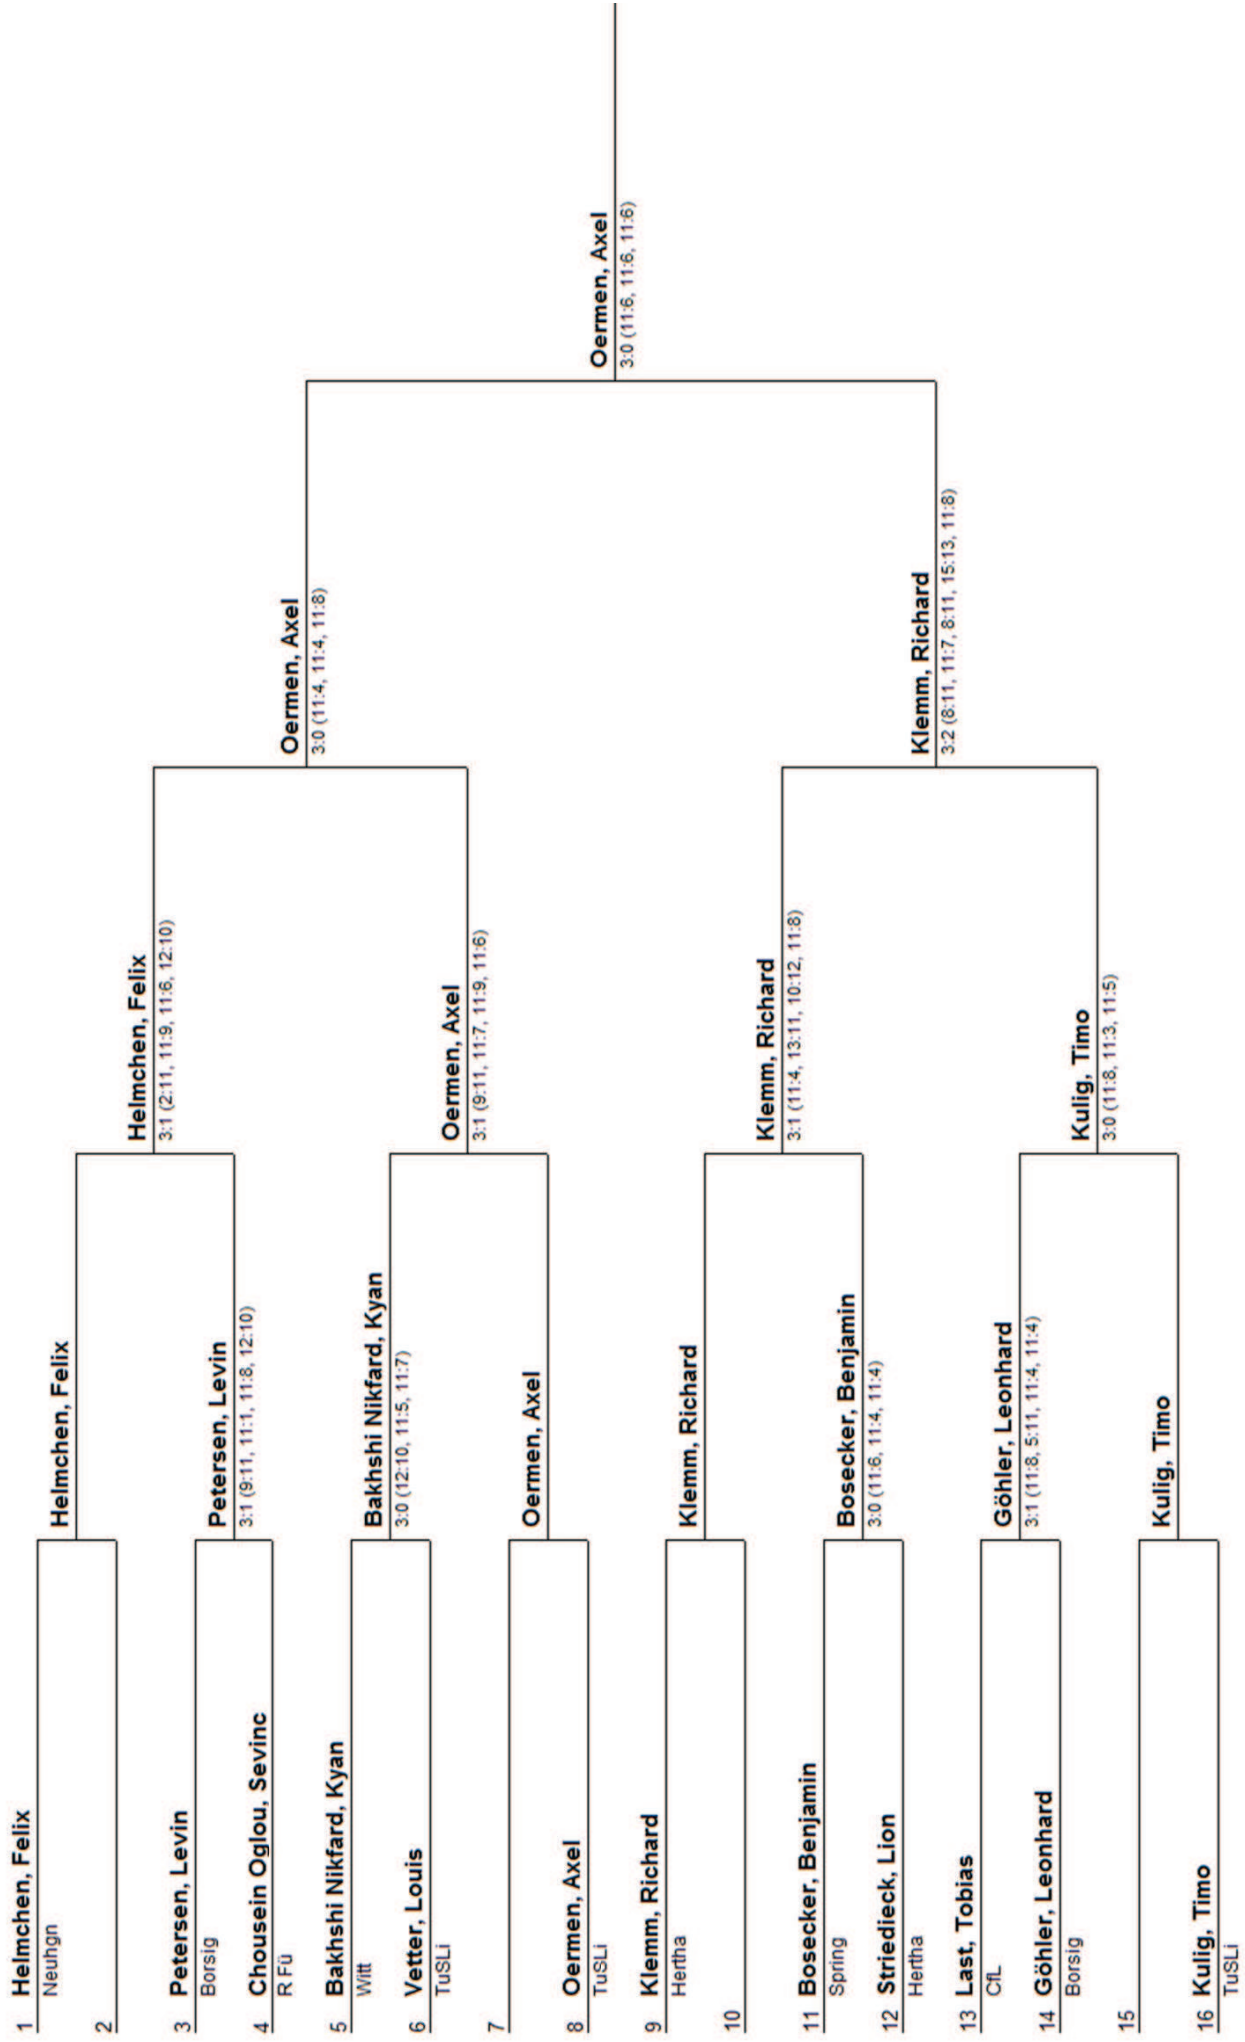 1 Helmchen, Felix
Neuhgn
2
3 Petersen, Levin
Borsig
4 Chousein Oglou, Sevinc
R Fü
5 Bakhshi Nikfard, Kyan
Witt
6 Vetter, Louis
TuSLi
7
8 Oermen, Axel
TuSLi
9 Klemm, Richard
Hertha
10
11 Bosecker, Benjamin
Spring
12 Striedieck, Lion
Hertha
13 Last, Tobias
CfL
14 Göhler, Leonhard
Borsig
15
16 Kulig, Timo
TuSLi
Helmchen, Felix
Petersen, Levin
3:1 (9:11, 11:1, 11:8, 12:10)
Bakhshi Nikfard, Kyan
3:0 (12:10, 11:5, 11:7)
Oermen, Axel
Klemm, Richard
Bosecker, Benjamin
3:0 (11:6, 11:4, 11:4)
Göhler, Leonhard
3:1 (11:8, 5:11, 11:4, 11:4)
Kulig, Timo
Helmchen, Felix
3:1 (2:11, 11:9, 11:6, 12:10)
Oermen, Axel
3:1 (9:11, 11:7, 11:9, 11:6)
Klemm, Richard
3:1 (11:4, 13:11, 10:12, 11:8)
Kulig, Timo
3:0 (11:8, 11:3, 11:5)
Oermen, Axel
3:0 (11:4, 11:4, 11:8)
Klemm, Richard
3:2 (8:11, 11:7, 8:11, 15:13, 11:8)
Oermen, Axel
3:0 (11:6, 11:6, 11:6)